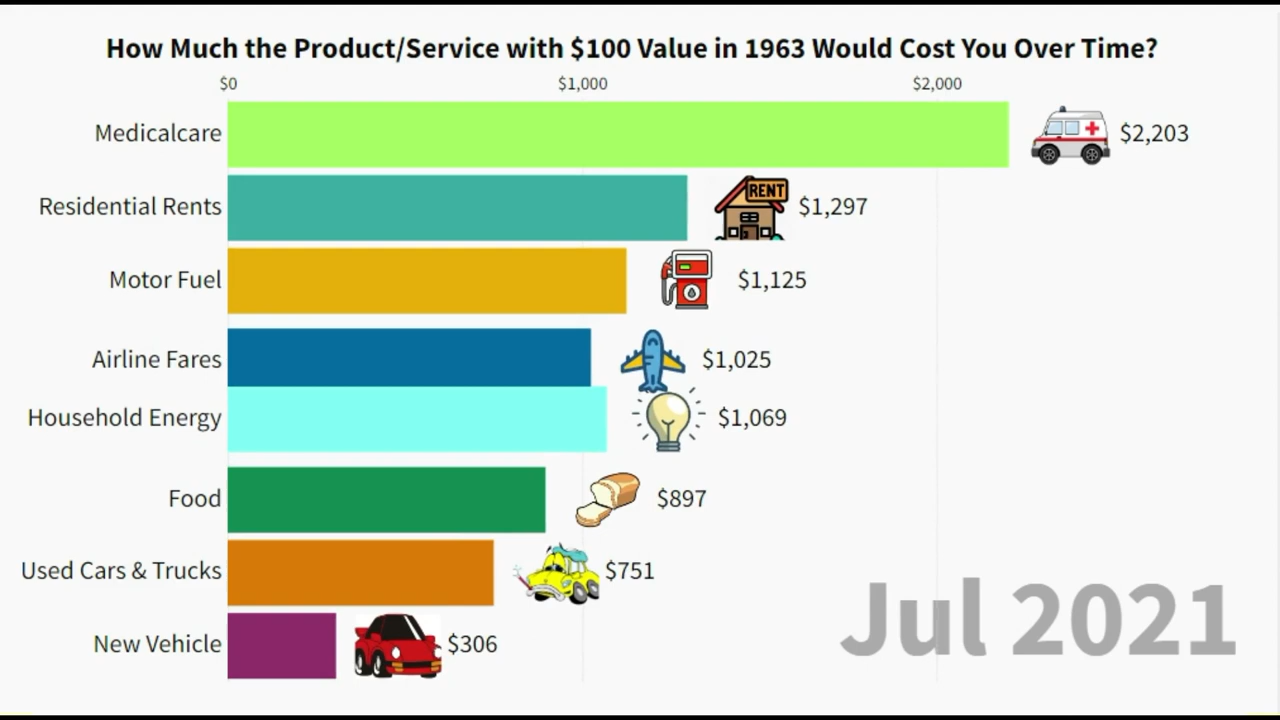 How Much the Product/Service with $100 Value in 1963 Would Cost You Over Time?
$0 $1,000 $2,000
Medicalcare $2,203
Residential Rents RENT $1,297
Motor Fuel $1,125
Airline Fares $1,025
Household Energy $1,069
Food $897
Used Cars & Trucks $751
New Vehicle $306
Jul 2021